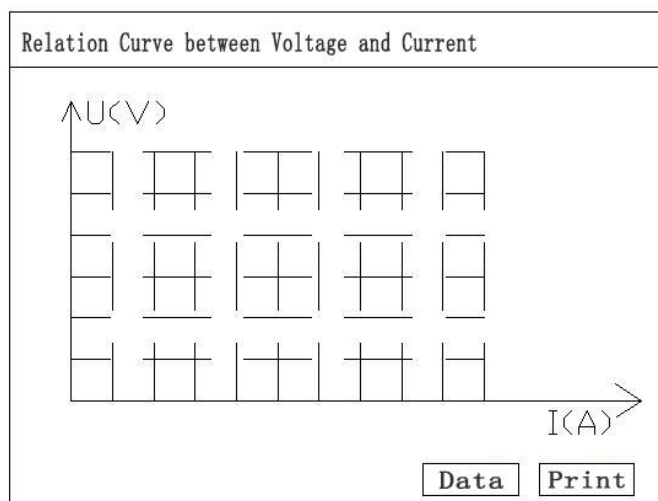 Relation Curve between Voltage and Current
U(V)
I(A)
Data Print